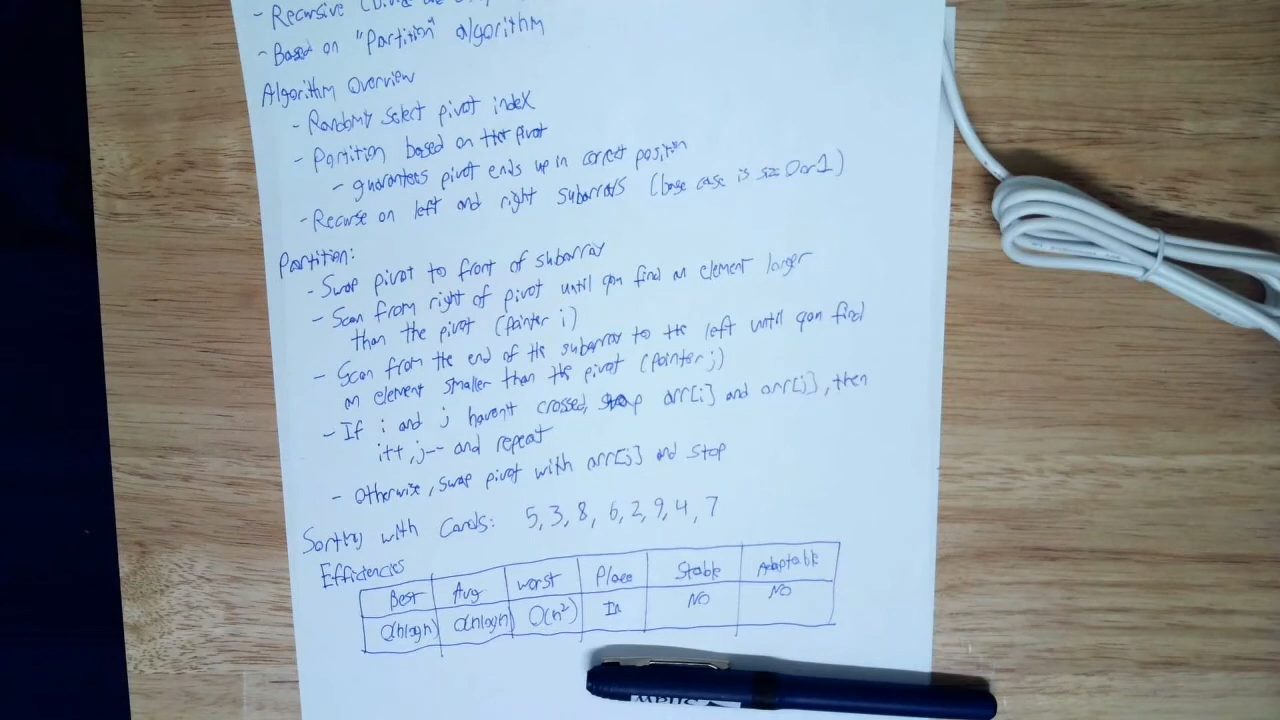 - Recursive
- Based on "Partition" algorithm
Algorithm Overview
- Randomly select pivot index
- Partition based on the pivot
- guarantees pivot ends up in correct position
- Recurse on left and right subarrays (base case is size 0 or 1)
Partition:
- Swap pivot to front of subarray
- Scan from right of pivot until you find an element larger
than the pivot (pointer i)
- Scan from the end of the subarray to the left until you find
an element smaller than the pivot (pointer j)
- If i and j haven't crossed, swap arr[i] and arr[j], then
i++, j-- and repeat
- Otherwise, swap pivot with arr[j] and stop
Sorting with Cards: 5, 3, 8, 6, 2, 9, 4, 7
Efficiencies
Best Avg worst Place Stable Adaptable
O(nlogn) O(nlogn) O(n²) In No No